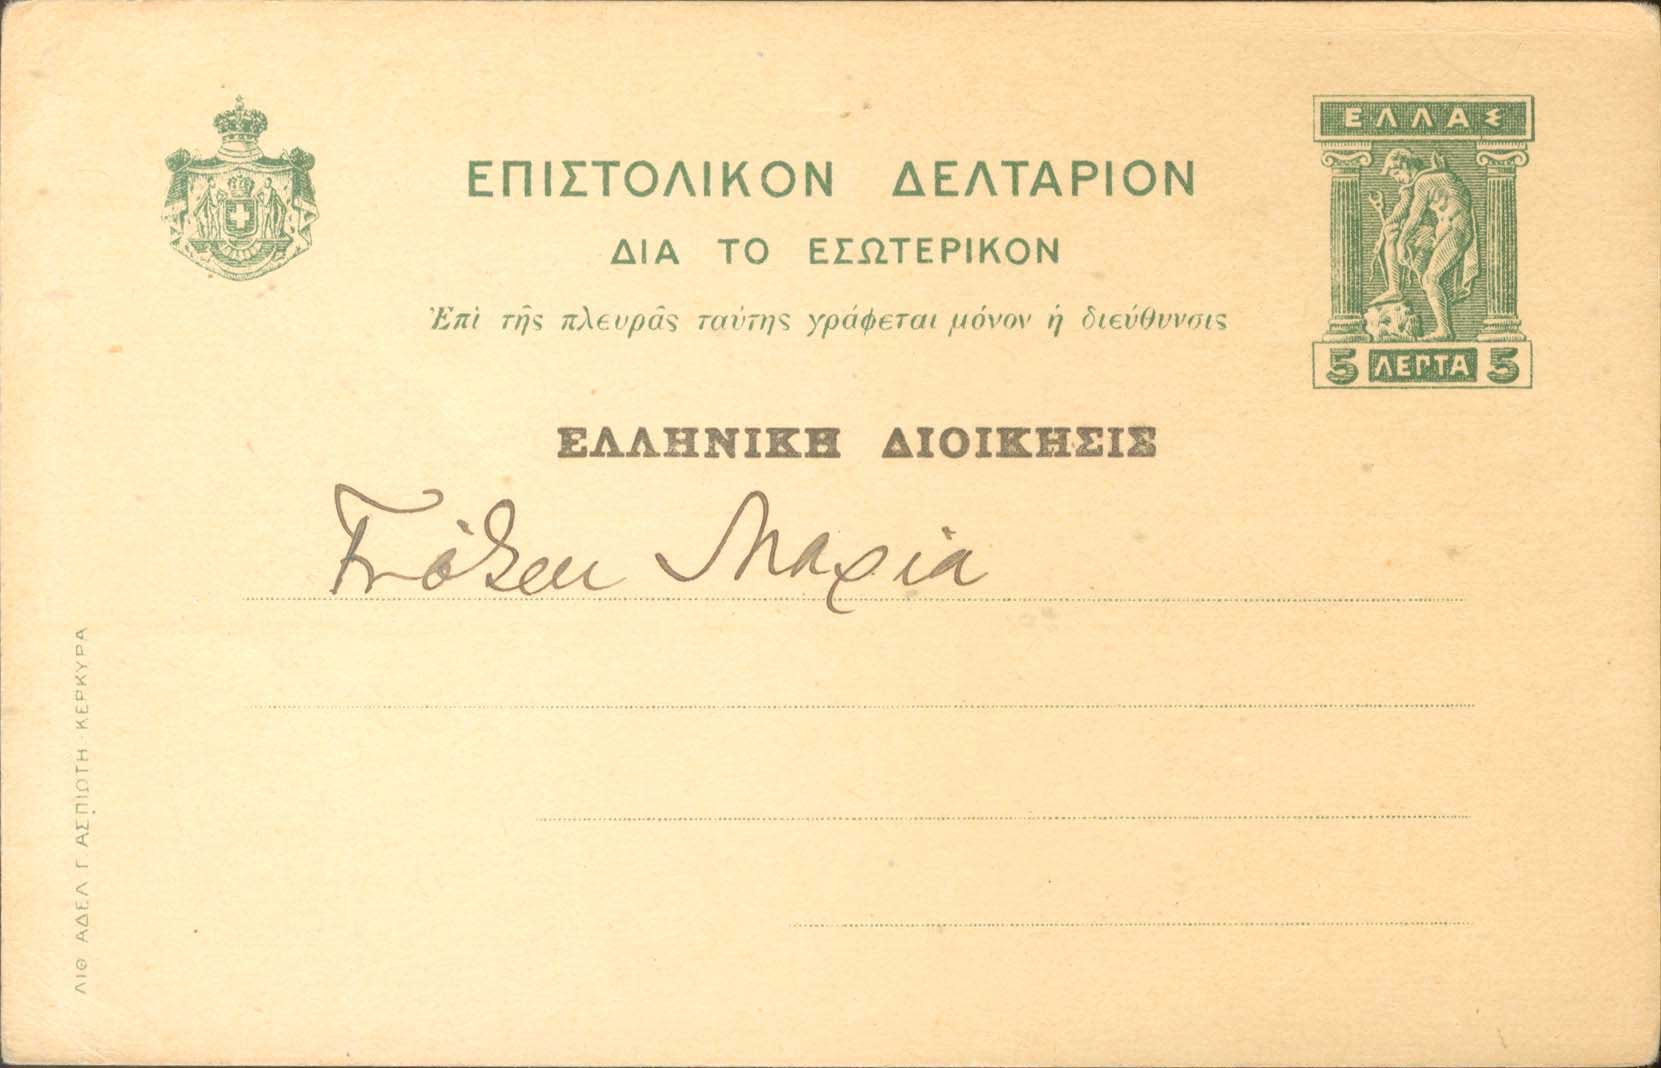 ΕΛΛΑΣ
ΕΠΙΣΤΟΛΙΚΟΝ ΔΕΛΤΑΡΙΟΝ
ΔΙΑ ΤΟ ΕΣΩΤΕΡΙΚΟΝ
Ἐπὶ τῆς πλευρᾶς ταύτης γράφεται μόνον ἡ διεύθυνσις
5 ΛΕΠΤΑ 5
ΕΛΛΗΝΙΚΗ ΔΙΟΙΚΗΣΙΣ
Μαρία
ΛΙΘ ΑΔΕΛ Γ. ΑΣΠΙΩΤΗ - ΚΕΡΚΥΡΑ